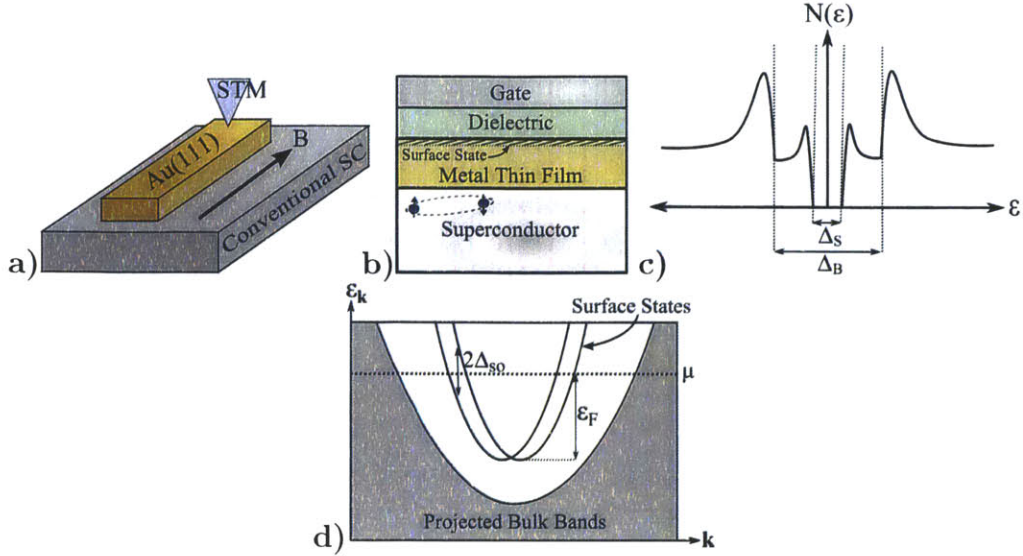 STM
Au(111)
B
Conventional SC
a)
Gate
Dielectric
Surface State
Metal Thin Film
Superconductor
b)
N(ε)
ε
Δ_S
Δ_B
c)
ε_k
Surface States
2Δ_so
μ
ε_F
Projected Bulk Bands
k
d)